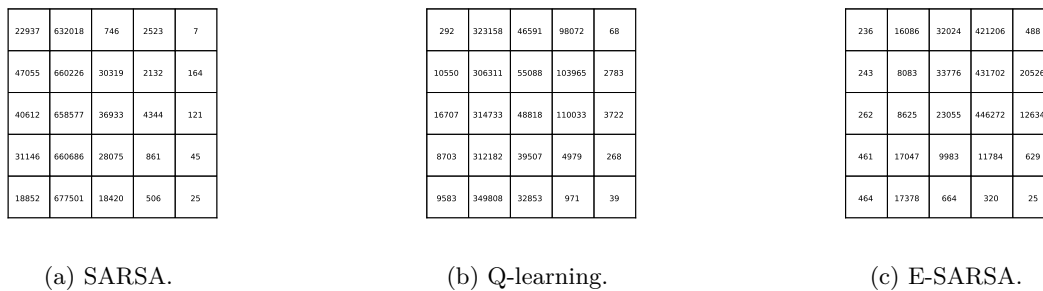 22937 632018 746 2523 7
47055 660226 30319 2132 164
40612 658577 36933 4344 121
31146 660686 28075 861 45
18852 677501 18420 506 25
(a) SARSA.
292 323158 46591 98072 68
10550 306311 55088 103965 2783
16707 314733 48818 110033 3722
8703 312182 39507 4979 268
9583 349808 32853 971 39
(b) Q-learning.
236 16086 32024 421206 488
243 8083 33776 431702 20526
262 8625 23055 446272 12634
461 17047 9983 11784 629
464 17378 664 320 25
(c) E-SARSA.